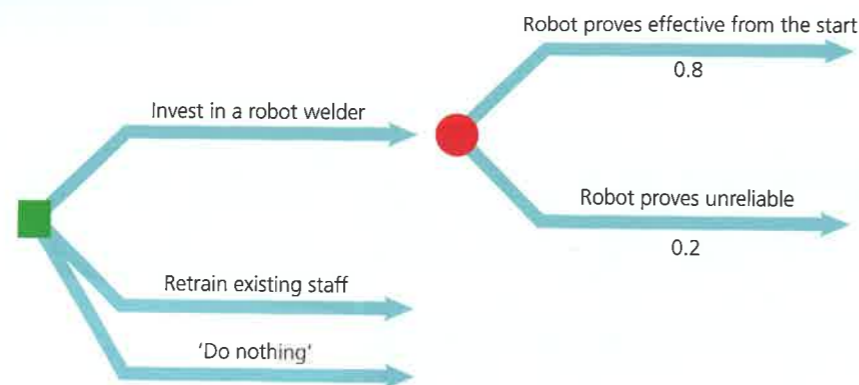 Robot proves effective from the start
0.8
Invest in a robot welder
Robot proves unreliable
0.2
Retrain existing staff
'Do nothing'